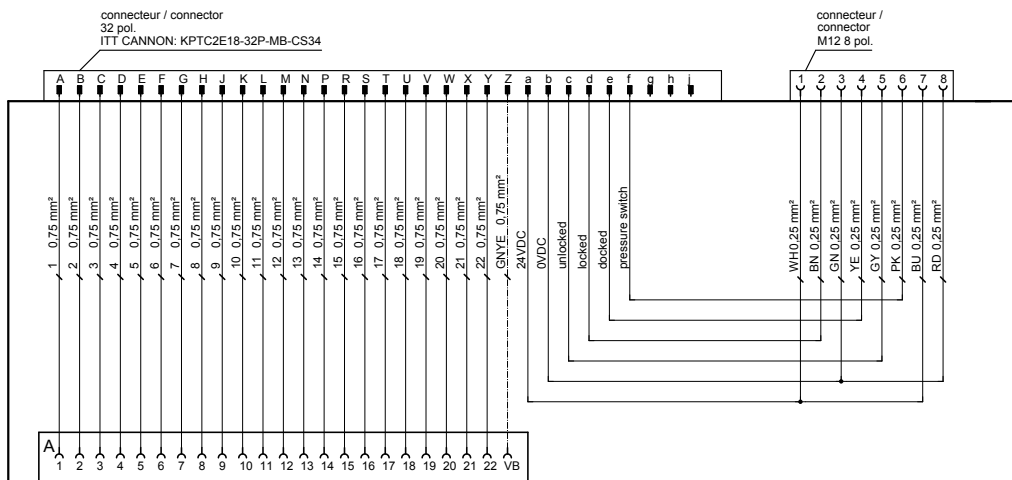 connecteur / connector
32 pol.
ITT CANNON: KPTC2E18-32P-MB-CS34
connecteur /
connector
M12 8 pol.
A B C D E F G H J K L M N P R S T U V W X Y Z a b c d e f g h j
1 2 3 4 5 6 7 8
1 0,75 mm²
2 0,75 mm²
3 0,75 mm²
4 0,75 mm²
5 0,75 mm²
6 0,75 mm²
7 0,75 mm²
8 0,75 mm²
9 0,75 mm²
10 0,75 mm²
11 0,75 mm²
12 0,75 mm²
13 0,75 mm²
14 0,75 mm²
15 0,75 mm²
16 0,75 mm²
17 0,75 mm²
18 0,75 mm²
19 0,75 mm²
20 0,75 mm²
21 0,75 mm²
22 0,75 mm²
GNYE 0,75 mm²
24VDC
0VDC
unlocked
locked
docked
pressure switch
WH 0,25 mm²
BN 0,25 mm²
GN 0,25 mm²
YE 0,25 mm²
GY 0,25 mm²
PK 0,25 mm²
BU 0,25 mm²
RD 0,25 mm²
A
1 2 3 4 5 6 7 8 9 10 11 12 13 14 15 16 17 18 19 20 21 22 VB